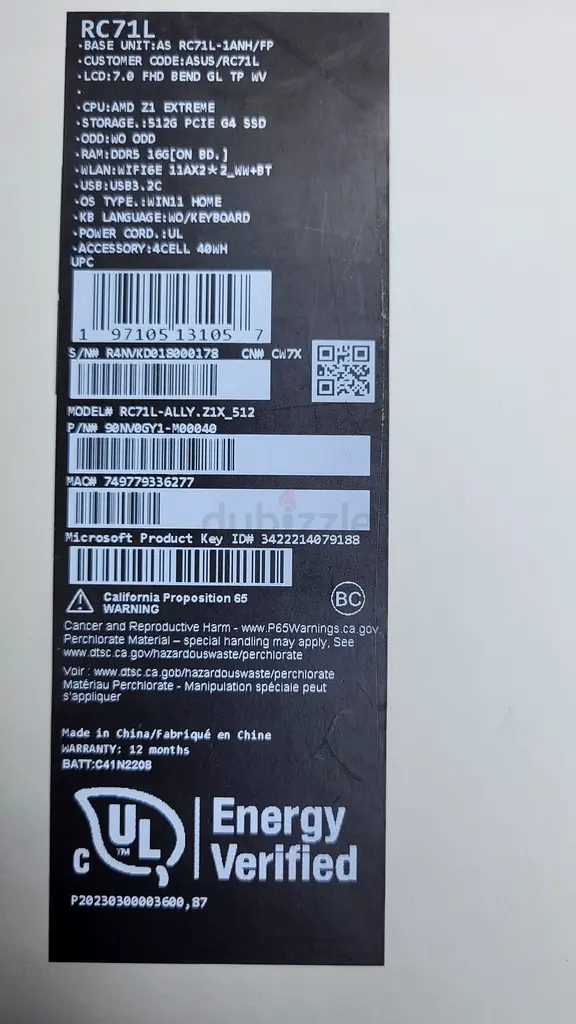 RC71L
·BASE UNIT:AS RC71L-1ANH/FP
·CUSTOMER CODE:ASUS/RC71L
·LCD:7.0 FHD BEND GL TP WV
·
·CPU:AMD Z1 EXTREME
·STORAGE.:512G PCIE G4 SSD
·ODD:WO ODD
·RAM:DDR5 16G[ON BD.]
·WLAN:WIFI6E 11AX2*2_WW+BT
·USB:USB3.2C
·OS TYPE.:WIN11 HOME
·KB LANGUAGE:WO/KEYBOARD
·POWER CORD.:UL
·ACCESSORY:4CELL 40WH
UPC
1 97105 13105 7
S/N# R4NVKD018000178 CN# CW7X
MODEL# RC71L-ALLY.Z1X_512
P/N# 90NV0GY1-M00040
MAC# 749779336277
dubizzle
Microsoft Product Key ID# 3422214079188
California Proposition 65
WARNING
BC
Cancer and Reproductive Harm - www.P65Warnings.ca.gov.
Perchlorate Material – special handling may apply, See
www.dtsc.ca.gov/hazardouswaste/perchlorate
Voir : www.dtsc.ca.gob/hazardouswaste/perchlorate
Matériau Perchlorate - Manipulation spéciale peut
s'appliquer
Made in China/Fabriqué en Chine
WARRANTY: 12 months
BATT:C41N2208
C UL TM
Energy
Verified
P20230300003600,87